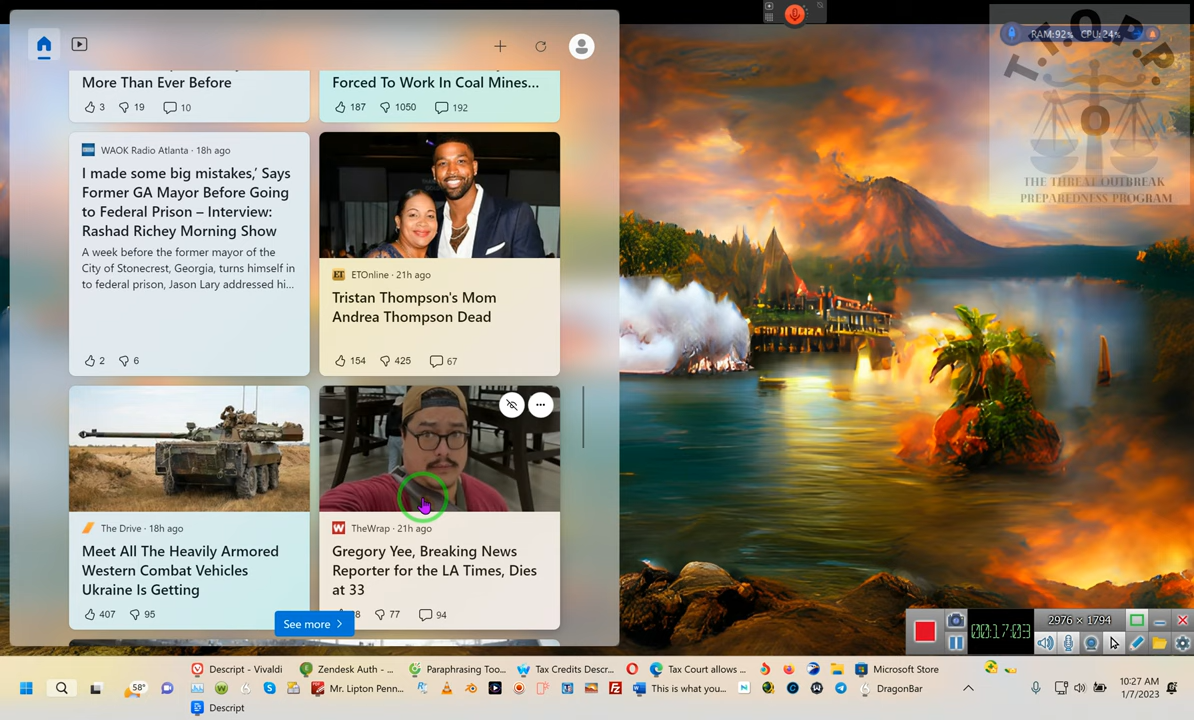 RAM:92% CPU:24%
T.T.O.P.P.
THE THREAT OUTBREAK
PREPAREDNESS PROGRAM
More Than Ever Before
3 19 10
Forced To Work In Coal Mines...
187 1050 192
WAOK Radio Atlanta · 18h ago
I made some big mistakes,' Says
Former GA Mayor Before Going
to Federal Prison – Interview:
Rashad Richey Morning Show
A week before the former mayor of the
City of Stonecrest, Georgia, turns himself in
to federal prison, Jason Lary addressed hi...
2 6
ET ETOnline · 21h ago
Tristan Thompson's Mom
Andrea Thompson Dead
154 425 67
The Drive · 18h ago
Meet All The Heavily Armored
Western Combat Vehicles
Ukraine Is Getting
407 95
W TheWrap · 21h ago
Gregory Yee, Breaking News
Reporter for the LA Times, Dies
at 33
8 77 94
See more
00:17:03
2976 × 1794
Descript - Vivaldi
Zendesk Auth - ...
Paraphrasing Too...
Tax Credits Descr...
Tax Court allows ...
Microsoft Store
58°
Mr. Lipton Penn...
This is what you...
DragonBar
10:27 AM
1/7/2023
Descript